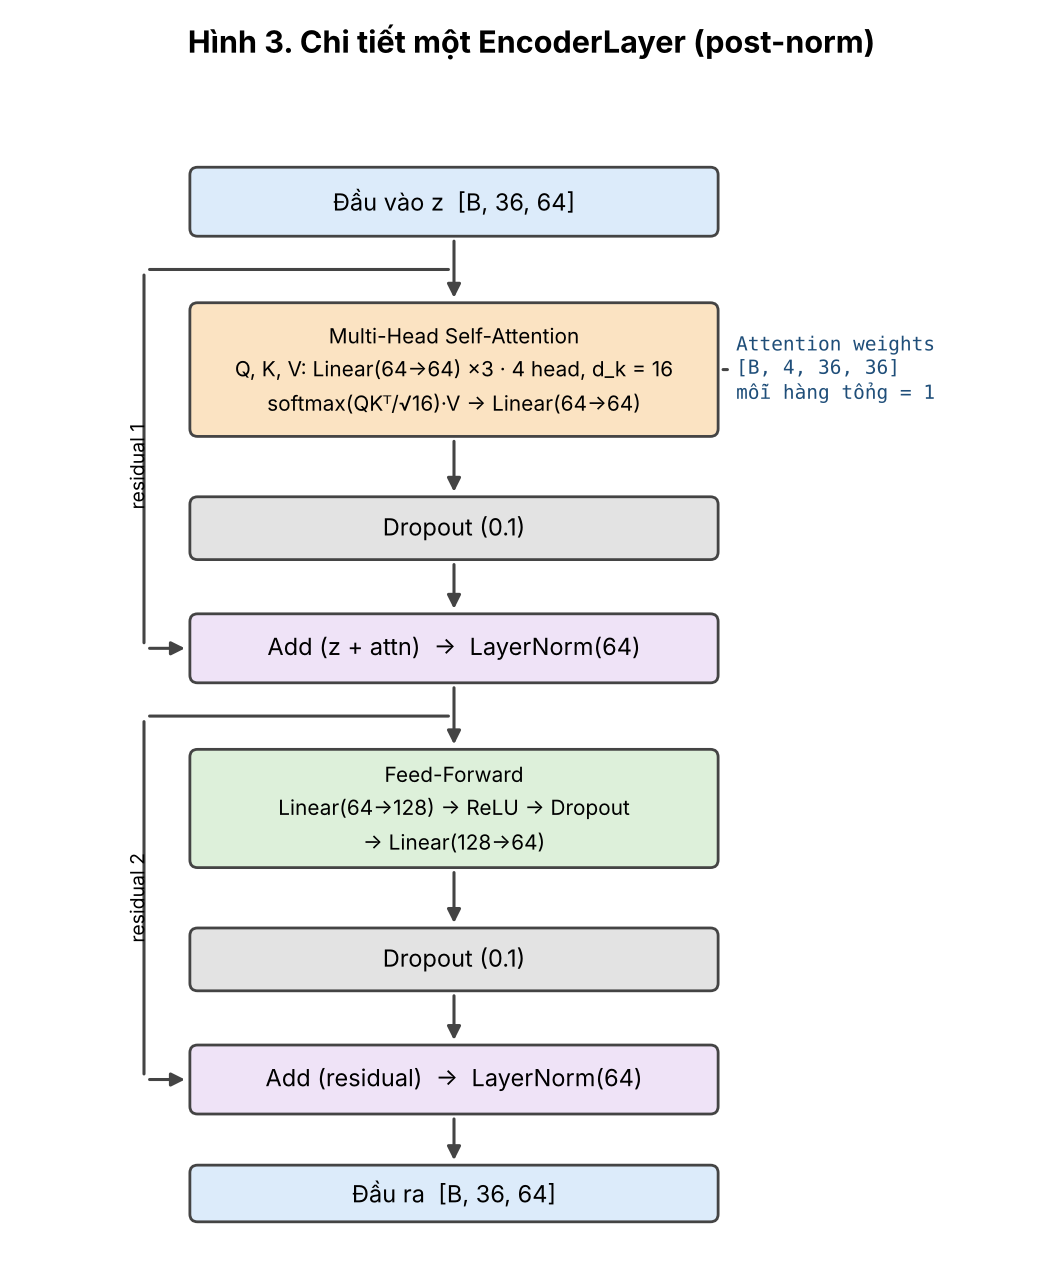 Hình 3. Chi tiết một EncoderLayer (post-norm)
Đầu vào z [B, 36, 64]
Multi-Head Self-Attention
Q, K, V: Linear(64→64) ×3 · 4 head, d_k = 16
softmax(QKᵀ/√16)·V → Linear(64→64)
Attention weights
[B, 4, 36, 36]
mỗi hàng tổng = 1
residual 1
Dropout (0.1)
Add (z + attn) → LayerNorm(64)
Feed-Forward
Linear(64→128) → ReLU → Dropout
→ Linear(128→64)
residual 2
Dropout (0.1)
Add (residual) → LayerNorm(64)
Đầu ra [B, 36, 64]